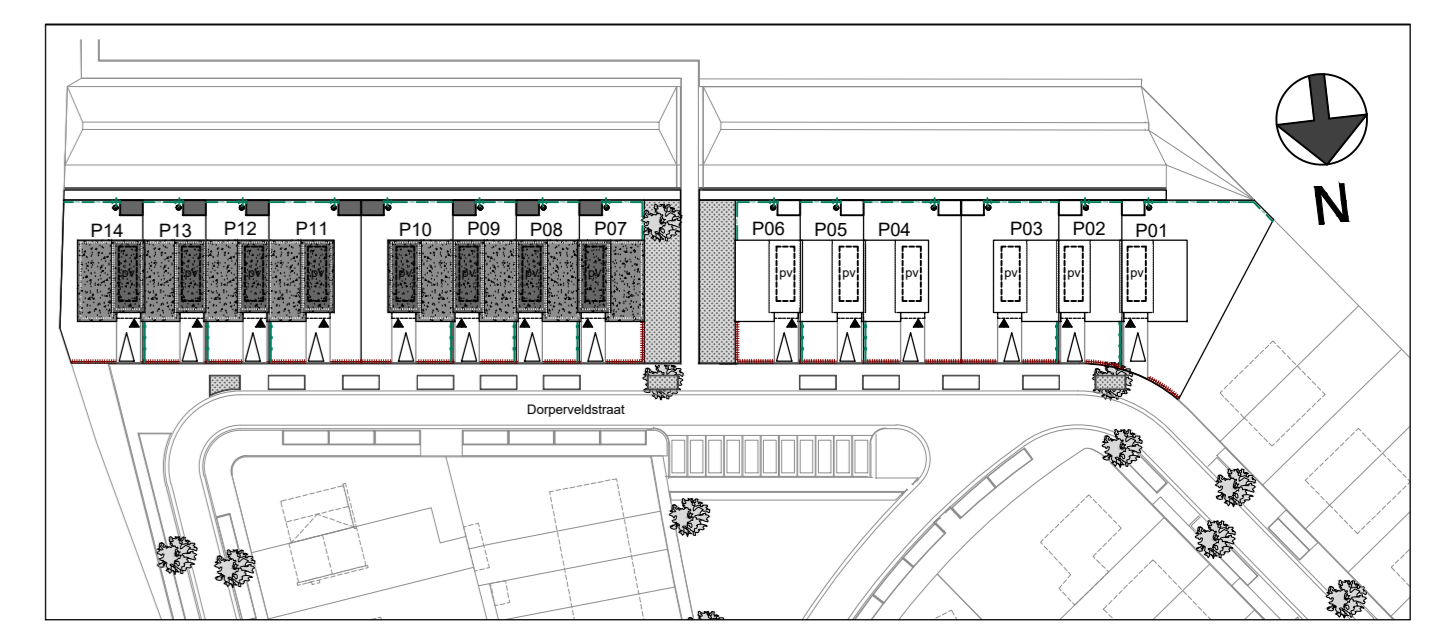 P14 P13 P12 P11 P10 P09 P08 P07 P06 P05 P04 P03 P02 P01
pv pv pv pv pv pv pv pv pv pv pv pv pv pv
Dorperveldstraat
N